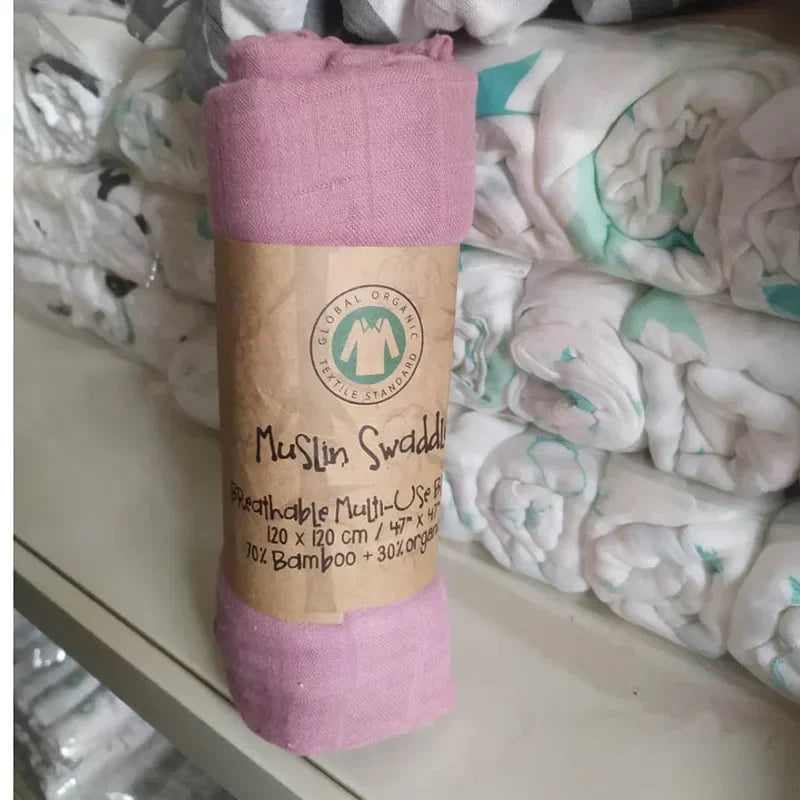 GLOBAL ORGANIC
TEXTILE STANDARD
Muslin Swaddl
BReathable Multi-Use B
120 x 120 cm / 47" x 47"
70% Bamboo + 30% organ